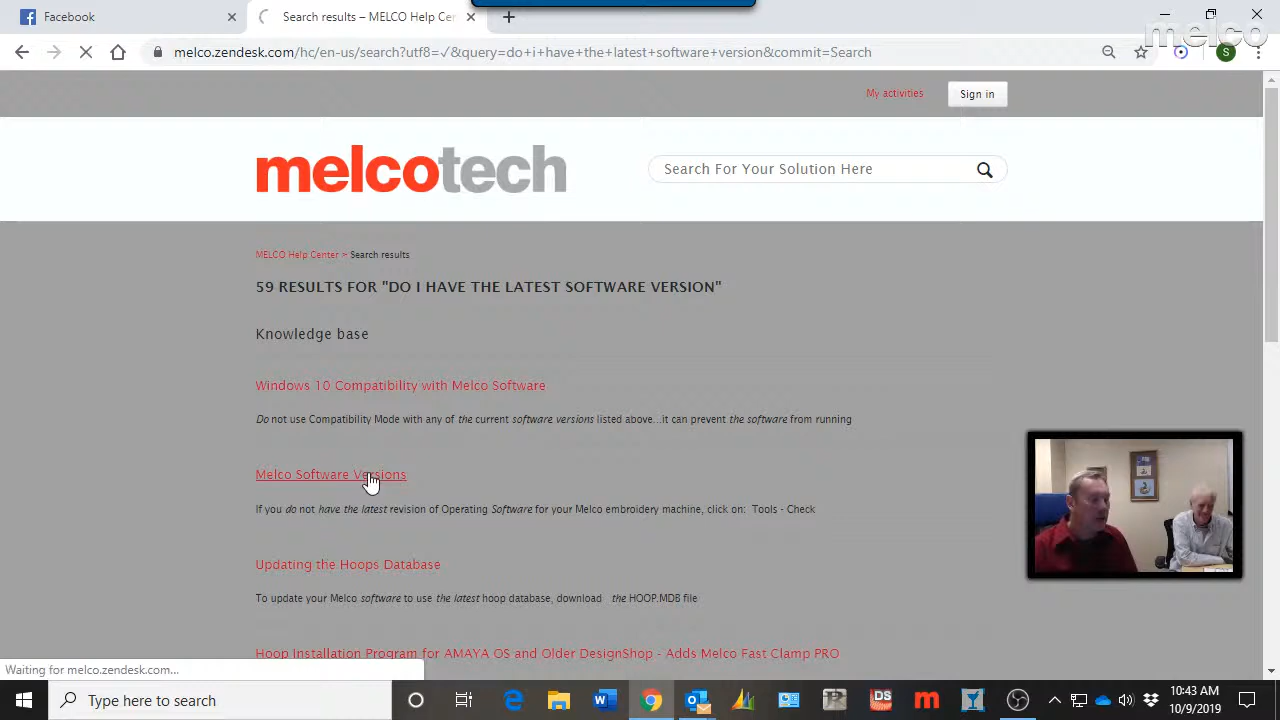 Facebook
Search results – MELCO Help Cen
melco
melco.zendesk.com/hc/en-us/search?utf8=✓&query=do+i+have+the+latest+software+version&commit=Search
S
My activities
Sign in
melcotech
Search For Your Solution Here
MELCO Help Center > Search results
59 RESULTS FOR "DO I HAVE THE LATEST SOFTWARE VERSION"
Knowledge base
Windows 10 Compatibility with Melco Software
Do not use Compatibility Mode with any of the current software versions listed above...it can prevent the software from running
Melco Software Versions
If you do not have the latest revision of Operating Software for your Melco embroidery machine, click on: Tools - Check
Updating the Hoops Database
To update your Melco software to use the latest hoop database, download the HOOP.MDB file
Hoop Installation Program for AMAYA OS and Older DesignShop - Adds Melco Fast Clamp PRO
Waiting for melco.zendesk.com...
Type here to search
DS
m
10:43 AM
10/9/2019